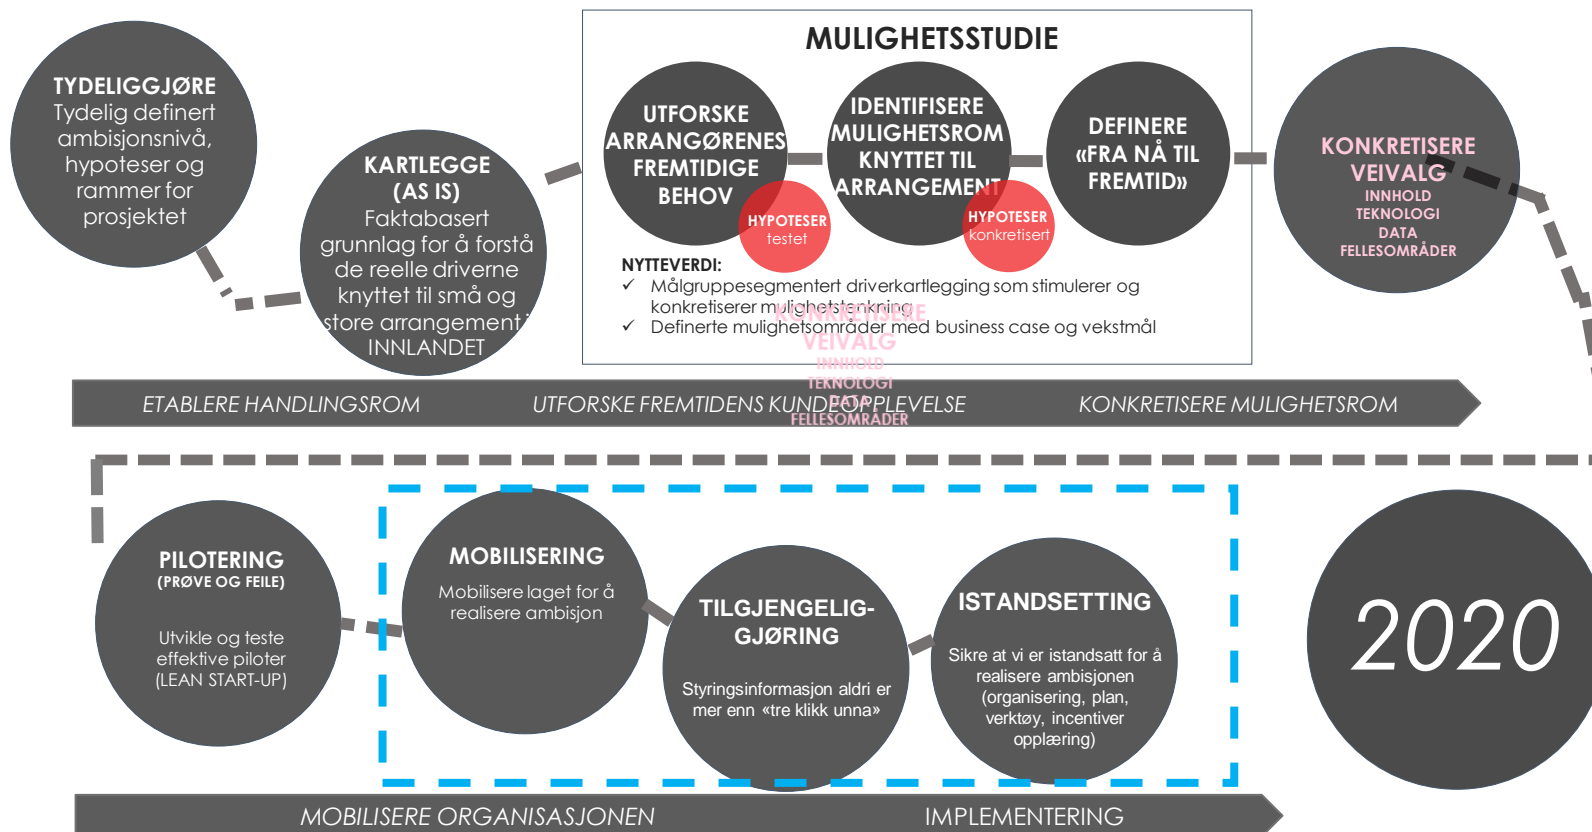 TYDELIGGJØRE
Tydelig definert
ambisjonsnivå,
hypoteser og
rammer for
prosjektet
KARTLEGGE
(AS IS)
Faktabasert
grunnlag for å forstå
de reelle driverne
knyttet til små og
store arrangement i
INNLANDET
MULIGHETSSTUDIE
UTFORSKE
ARRANGØRENES
FREMTIDIGE
BEHOV
HYPOTESER
testet
IDENTIFISERE
MULIGHETSROM
KNYTTET TIL
ARRANGEMENT
HYPOTESER
konkretisert
DEFINERE
«FRA NÅ TIL
FREMTID»
NYTTEVERDI:
✓ Målgruppesegmentert driverkartlegging som stimulerer og
konkretiserer mulighetstenkning
✓ Definerte mulighetsområder med business case og vekstmål
KONKRETISERE
VEIVALG
INNHOLD
TEKNOLOGI
DATA
FELLESOMRÅDER
KONKRETISERE
VEIVALG
INNHOLD
TEKNOLOGI
DATA
FELLESOMRÅDER
ETABLERE HANDLINGSROM
UTFORSKE FREMTIDENS KUNDEOPPLEVELSE
KONKRETISERE MULIGHETSROM
PILOTERING
(PRØVE OG FEILE)
Utvikle og teste
effektive piloter
(LEAN START-UP)
MOBILISERING
Mobilisere laget for å
realisere ambisjon
TILGJENGELIG-
GJØRING
Styringsinformasjon aldri er
mer enn «tre klikk unna»
ISTANDSETTING
Sikre at vi er istandsatt for å
realisere ambisjonen
(organisering, plan,
verktøy, incentiver
opplæring)
2020
MOBILISERE ORGANISASJONEN
IMPLEMENTERING